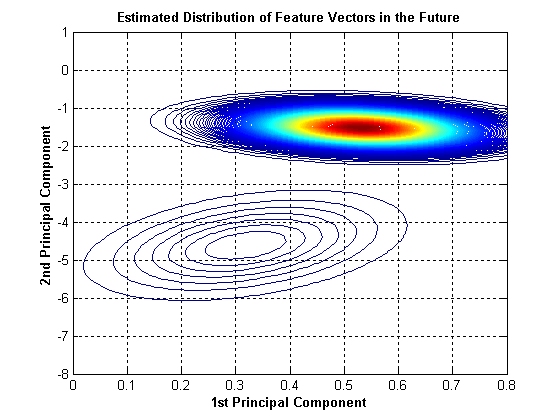 Estimated Distribution of Feature Vectors in the Future
1
0
-1
-2
-3
-4
-5
-6
-7
-8
2nd Principal Component
0 0.1 0.2 0.3 0.4 0.5 0.6 0.7 0.8
1st Principal Component